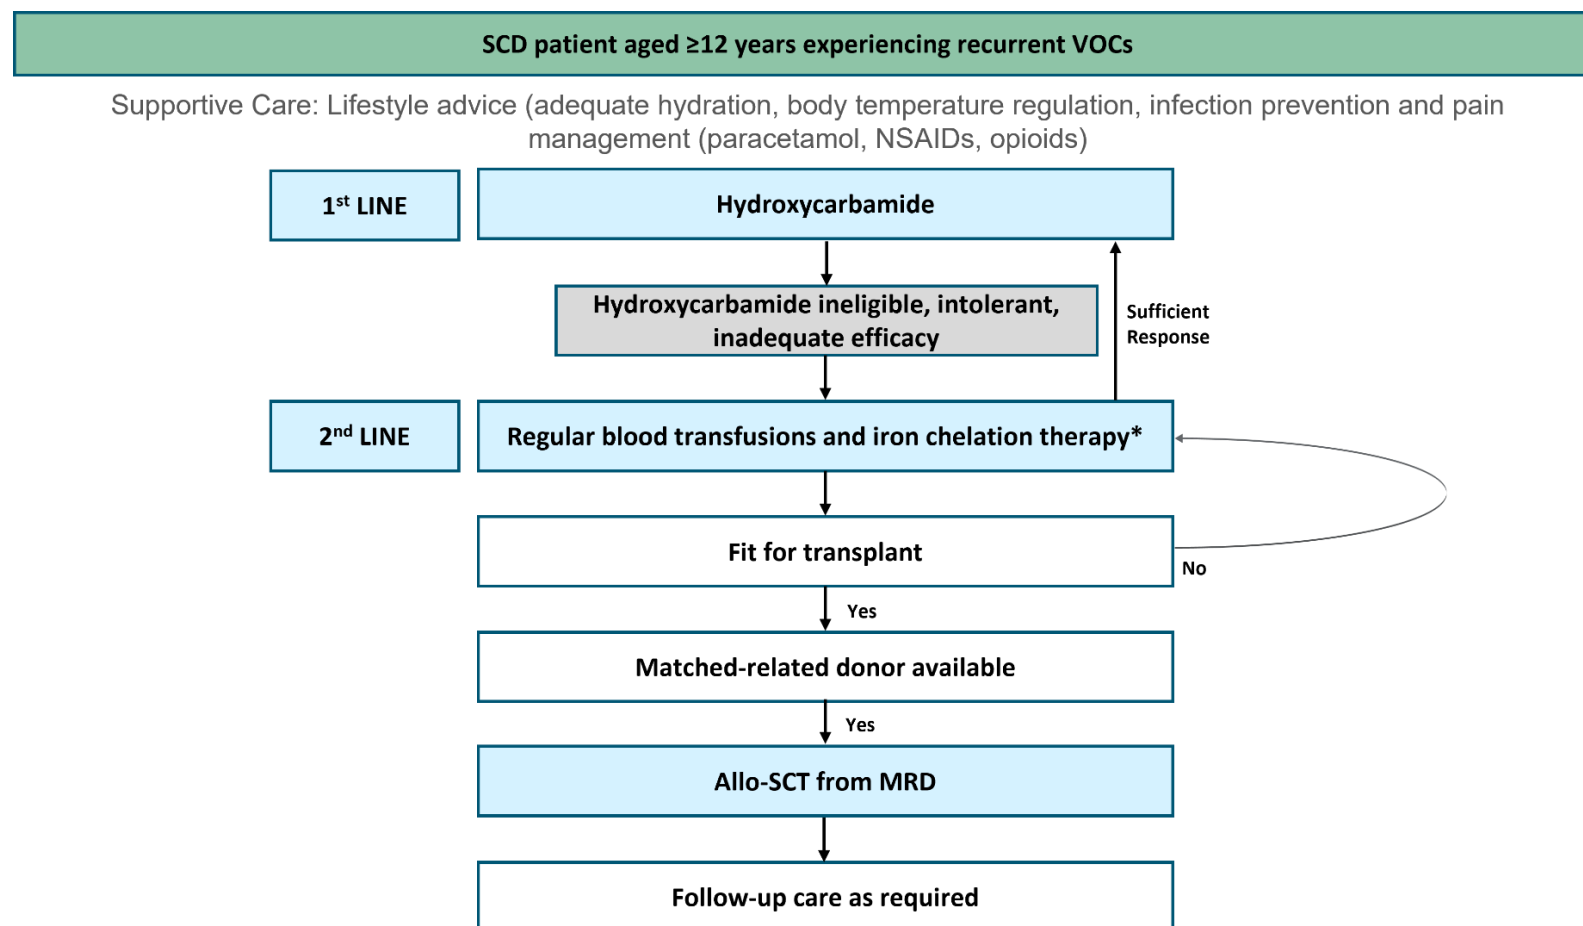 SCD patient aged ≥12 years experiencing recurrent VOCs
Supportive Care: Lifestyle advice (adequate hydration, body temperature regulation, infection prevention and pain
management (paracetamol, NSAIDs, opioids)
1st LINE
Hydroxycarbamide
Hydroxycarbamide ineligible, intolerant,
inadequate efficacy
Sufficient
Response
2nd LINE
Regular blood transfusions and iron chelation therapy*
Fit for transplant
No
Yes
Matched-related donor available
Yes
Allo-SCT from MRD
Follow-up care as required